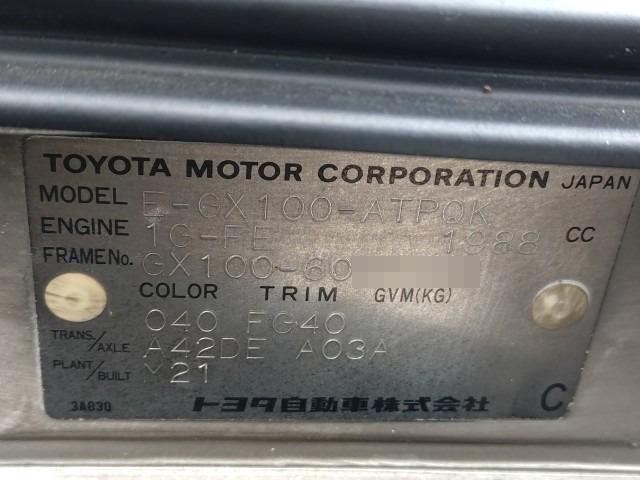 TOYOTA MOTOR CORPORATION JAPAN
MODEL E-GX100-ATPQK
ENGINE 1G-FE 1988 CC
FRAME No. GX100-60
COLOR TRIM GVM(KG)
040 FG40
TRANS./AXLE A42DE A03A
PLANT/BUILT M21
3A030 トヨタ自動車株式会社 C